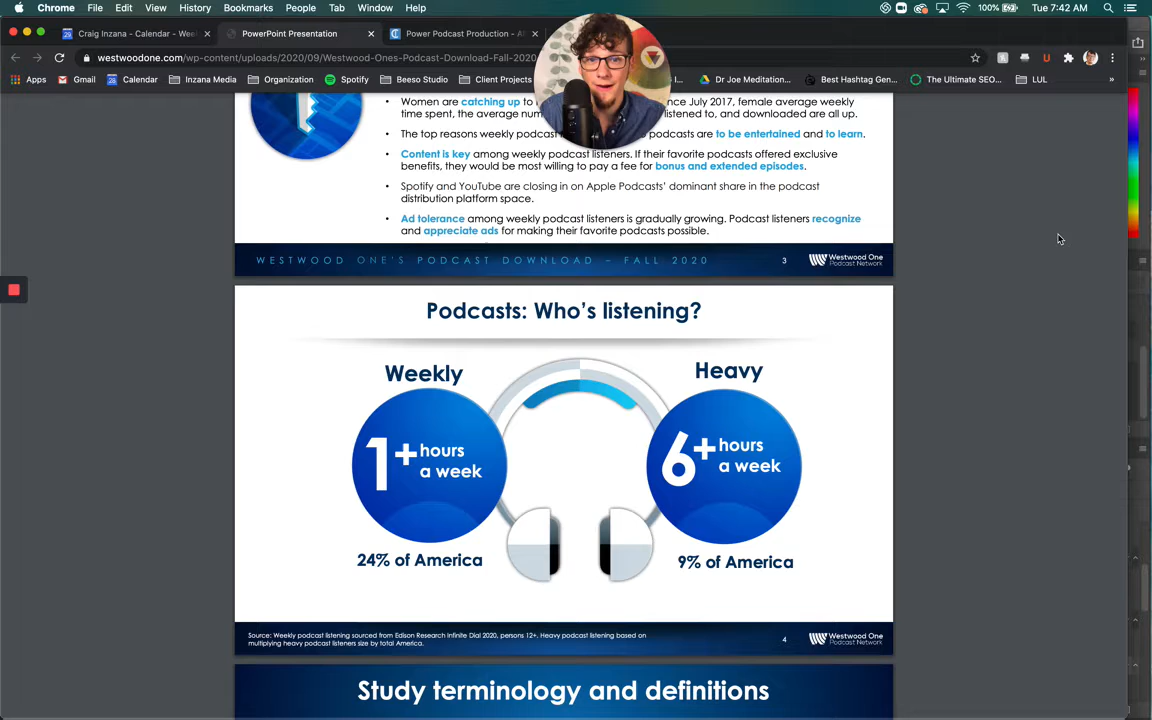 Chrome File Edit View History Bookmarks People Tab Window Help 100% Tue 7:42 AM
Craig Inzana - Calendar - Wee
PowerPoint Presentation
Power Podcast Production - A
westwoodone.com/wp-content/uploads/2020/09/Westwood-Ones-Podcast-Download-Fall-2020
Apps Gmail Calendar Inzana Media Organization Spotify Beeso Studio Client Projects Dr Joe Meditation... Best Hashtag Gen... The Ultimate SEO... LUL »
• Women are catching up to nce July 2017, female average weekly
time spent, the average num listened to, and downloaded are all up.
• The top reasons weekly podcast podcasts are to be entertained and to learn.
• Content is key among weekly podcast listeners. If their favorite podcasts offered exclusive
benefits, they would be most willing to pay a fee for bonus and extended episodes.
• Spotify and YouTube are closing in on Apple Podcasts' dominant share in the podcast
distribution platform space.
• Ad tolerance among weekly podcast listeners is gradually growing. Podcast listeners recognize
and appreciate ads for making their favorite podcasts possible.
WESTWOOD ONE'S PODCAST DOWNLOAD – FALL 2020 3 Westwood One
Podcast Network
Podcasts: Who's listening?
Weekly
1+ hours
a week
24% of America
Heavy
6+ hours
a week
9% of America
Source: Weekly podcast listening sourced from Edison Research Infinite Dial 2020, persons 12+. Heavy podcast listening based on
multiplying heavy podcast listeners size by total America.
4 Westwood One
Podcast Network
Study terminology and definitions